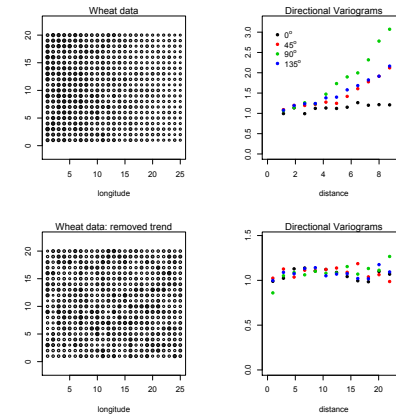 Wheat data
20
15
10
5
0
5 10 15 20 25
longitude
Directional Variograms
3.0
2.5
2.0
1.5
1.0
0.5
0.0
0°
45°
90°
135°
0 2 4 6 8
distance
Wheat data: removed trend
20
15
10
5
0
5 10 15 20 25
longitude
Directional Variograms
1.5
1.0
0.5
0.0
0 5 10 15 20
distance